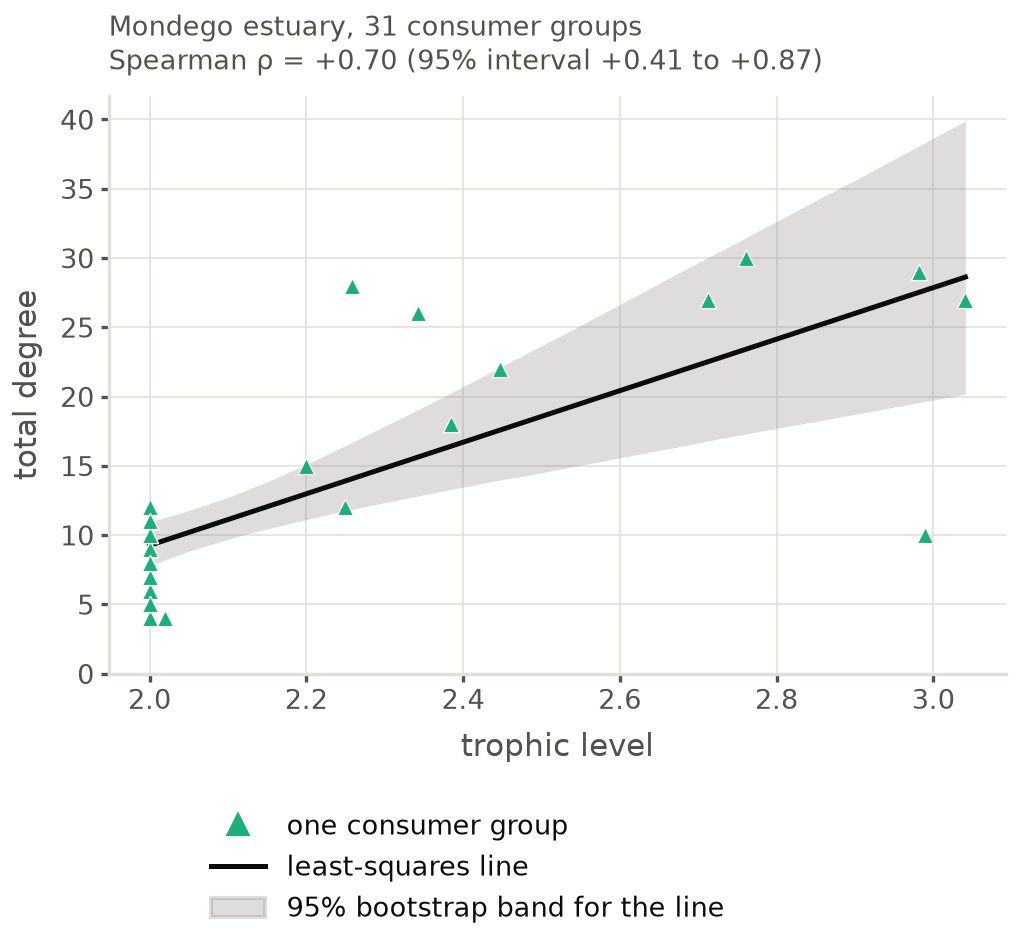 Mondego estuary, 31 consumer groups
Spearman ρ = +0.70 (95% interval +0.41 to +0.87)
total degree
40
35
30
25
20
15
10
5
0
2.0 2.2 2.4 2.6 2.8 3.0
trophic level
one consumer group
least-squares line
95% bootstrap band for the line